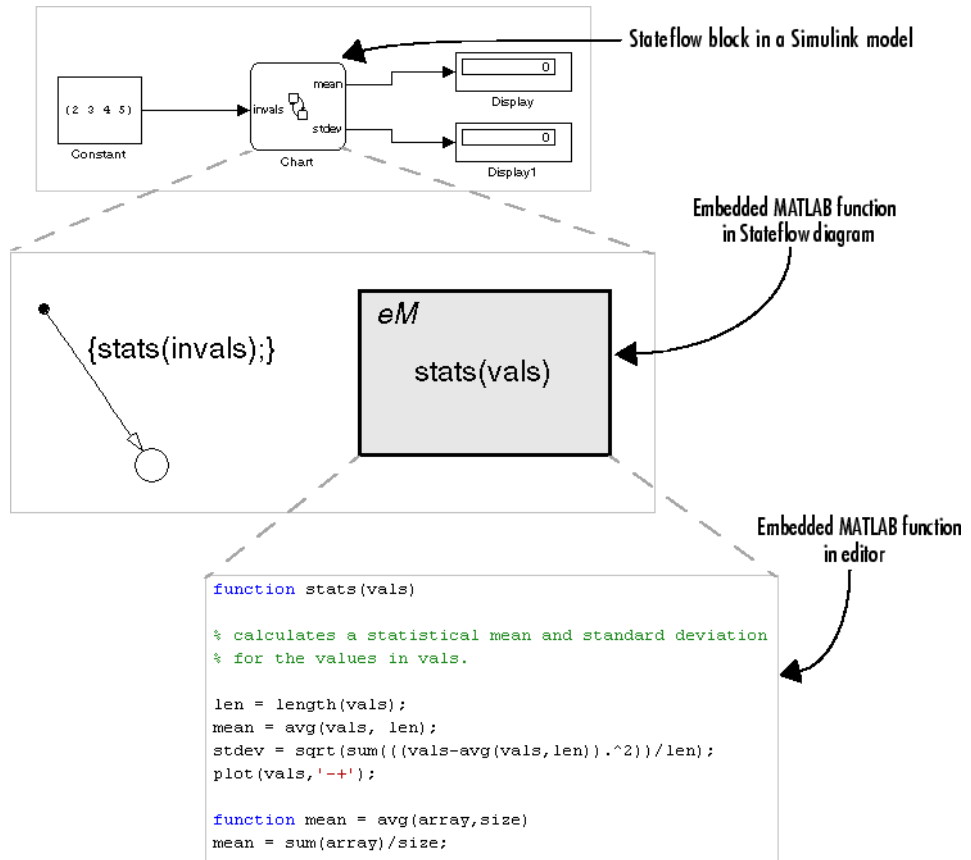 Stateflow block in a Simulink model
(2 3 4 5)
Constant
invals
mean
stdev
Chart
0
Display
0
Display1
Embedded MATLAB function
in Stateflow diagram
{stats(invals);}
eM
stats(vals)
Embedded MATLAB function
in editor
function stats(vals)
% calculates a statistical mean and standard deviation
% for the values in vals.
len = length(vals);
mean = avg(vals, len);
stdev = sqrt(sum(((vals-avg(vals,len)).^2))/len);
plot(vals,'-+');
function mean = avg(array,size)
mean = sum(array)/size;